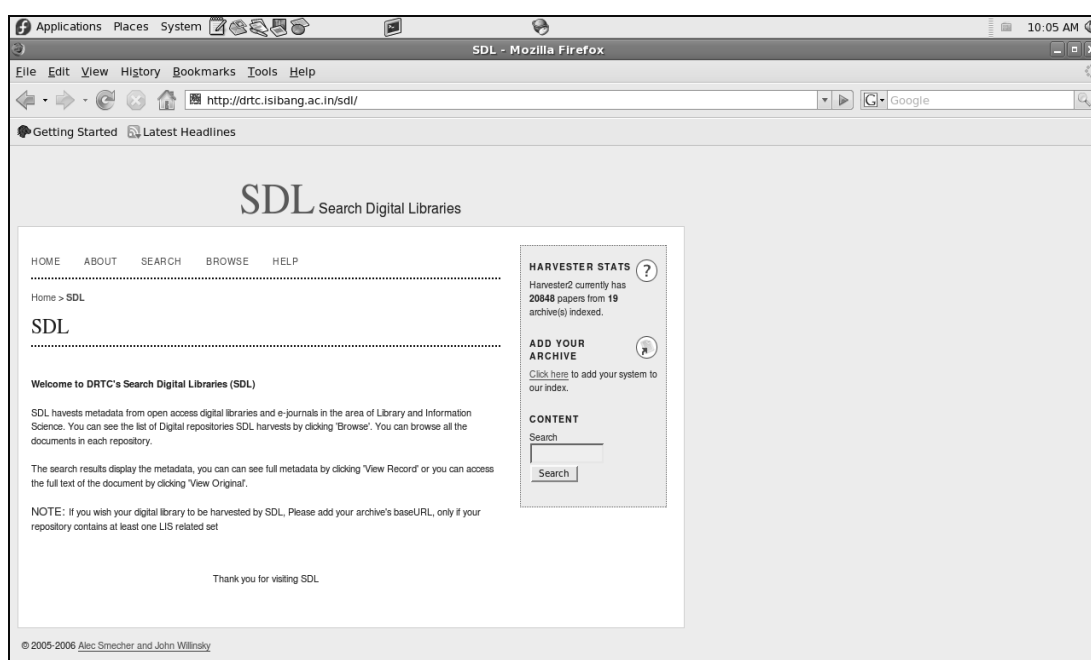 Applications Places System 10:05 AM
SDL - Mozilla Firefox
File Edit View History Bookmarks Tools Help
http://drtc.isibang.ac.in/sdl/ G Google
Getting Started Latest Headlines
SDL Search Digital Libraries
HOME ABOUT SEARCH BROWSE HELP
Home > SDL
SDL
Welcome to DRTC's Search Digital Libraries (SDL)
SDL havests metadata from open access digital libraries and e-journals in the area of Library and Information
Science. You can see the list of Digital repositories SDL harvests by clicking 'Browse'. You can browse all the
documents in each repository.
The search results display the metadata, you can can see full metadata by clicking 'View Record' or you can access
the full text of the document by clicking 'View Original'.
NOTE: If you wish your digital library to be harvested by SDL, Please add your archive's baseURL, only if your
repository contains at least one LIS related set
Thank you for visiting SDL
HARVESTER STATS ?
Harvester2 currently has
20848 papers from 19
archive(s) indexed.
ADD YOUR
ARCHIVE
Click here to add your system to
our index.
CONTENT
Search
Search
© 2005-2006 Alec Smecher and John Willinsky